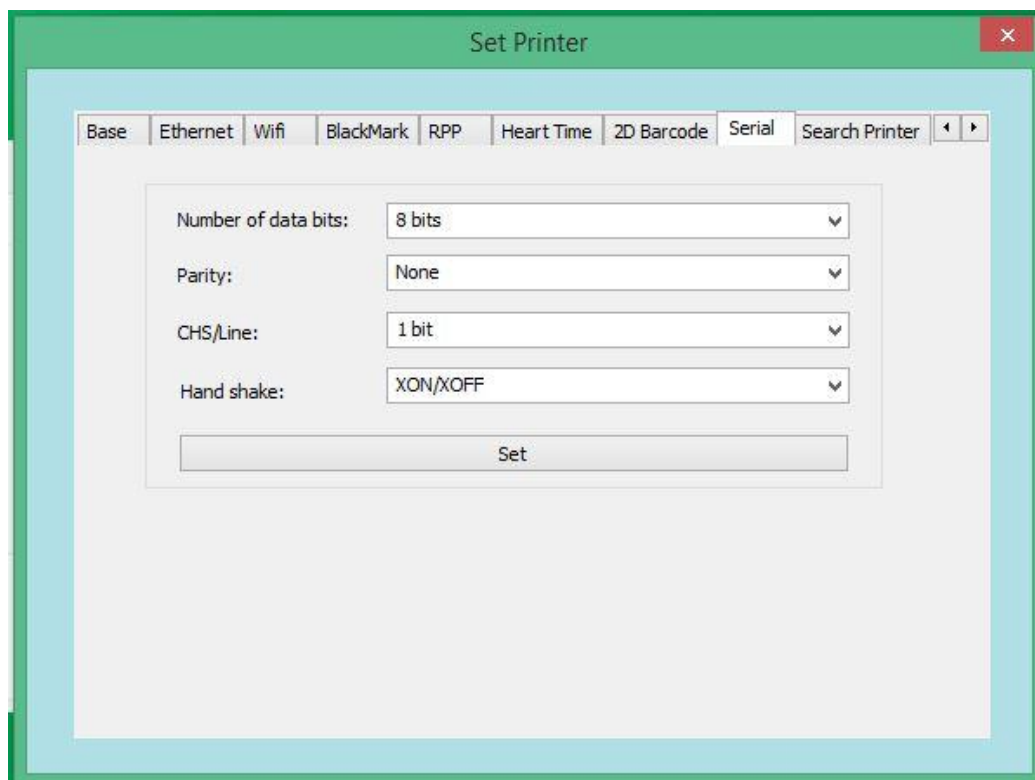 Set Printer
Base Ethernet Wifi BlackMark RPP Heart Time 2D Barcode Serial Search Printer
Number of data bits: 8 bits
Parity: None
CHS/Line: 1 bit
Hand shake: XON/XOFF
Set